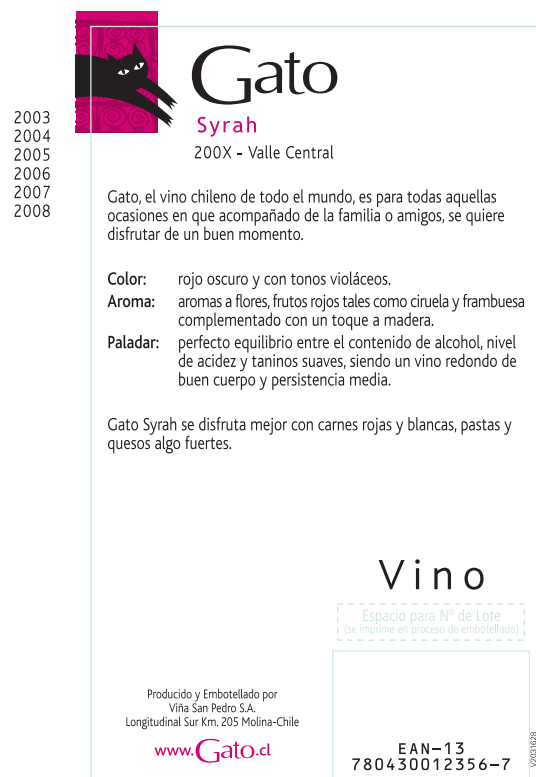 Gato
Syrah
200X - Valle Central
2003
2004
2005
2006
2007
2008
Gato, el vino chileno de todo el mundo, es para todas aquellas
ocasiones en que acompañado de la familia o amigos, se quiere
disfrutar de un buen momento.
Color: rojo oscuro y con tonos violáceos.
Aroma: aromas a flores, frutos rojos tales como ciruela y frambuesa
complementado con un toque a madera.
Paladar: perfecto equilibrio entre el contenido de alcohol, nivel
de acidez y taninos suaves, siendo un vino redondo de
buen cuerpo y persistencia media.
Gato Syrah se disfruta mejor con carnes rojas y blancas, pastas y
quesos algo fuertes.
Vino
Espacio para Nº de Lote
(se imprime en proceso de embotellado)
Producido y Embotellado por
Viña San Pedro S.A.
Longitudinal Sur Km. 205 Molina-Chile
www.Gato.cl
EAN-13
780430012356-7
V2031628